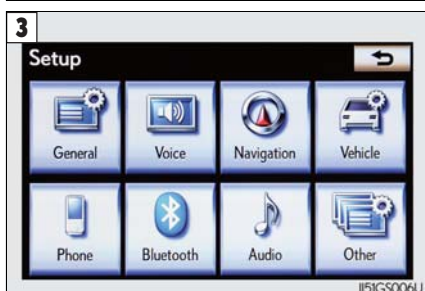 3
Setup
General Voice Navigation Vehicle
Phone Bluetooth Audio Other
II51GS006U